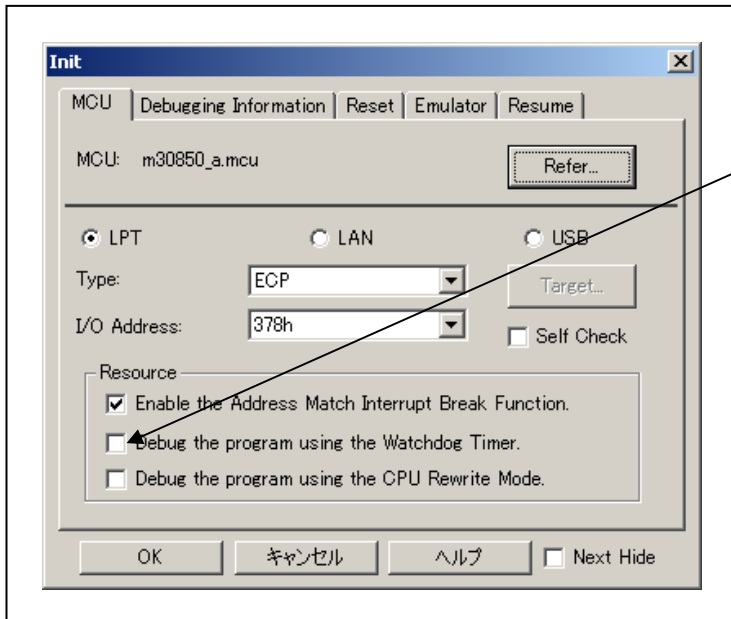 Init
MCU Debugging Information Reset Emulator Resume
MCU: m30850_a.mcu Refer...
LPT LAN USB
Type: ECP Target...
I/O Address: 378h Self Check
Resource
Enable the Address Match Interrupt Break Function.
Debug the program using the Watchdog Timer.
Debug the program using the CPU Rewrite Mode.
OK キャンセル ヘルプ Next Hide